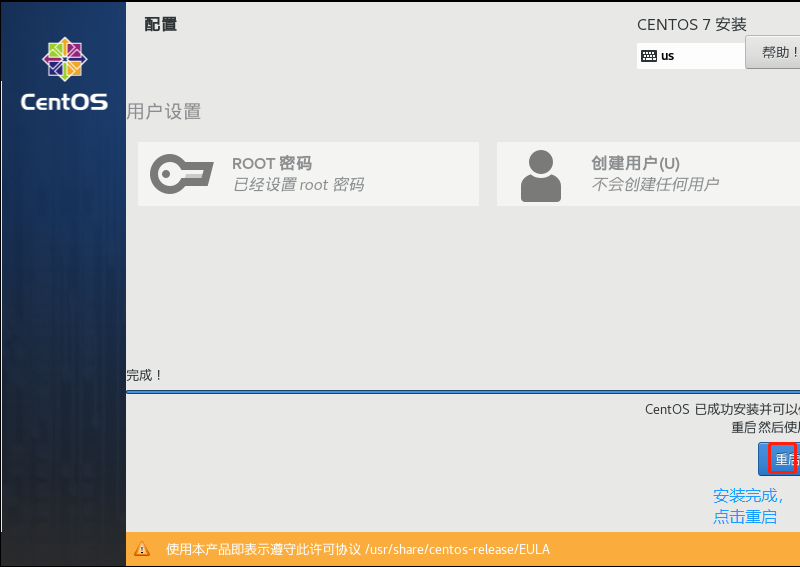 配置
CENTOS 7 安装
us
帮助！
CentOS
用户设置
ROOT 密码
已经设置 root 密码
创建用户(U)
不会创建任何用户
完成！
CentOS 已成功安装并可以
重启然后使用
重启
安装完成，
点击重启
使用本产品即表示遵守此许可协议 /usr/share/centos-release/EULA